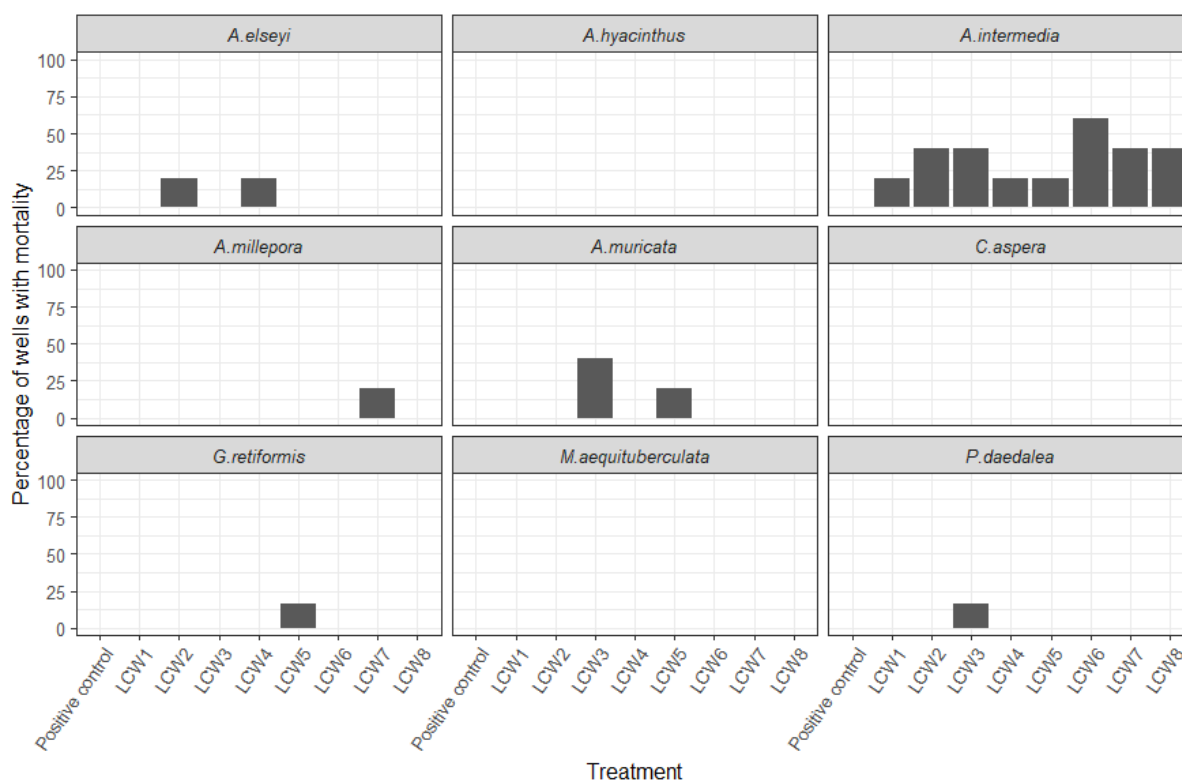 A.elseyi
A.hyacinthus
A.intermedia
100
75
50
25
0
A.millepora
A.muricata
C.aspera
100
75
50
25
0
G.retiformis
M.aequituberculata
P.daedalea
100
75
50
25
0
Percentage of wells with mortality
Positive control
LCW1
LCW2
LCW3
LCW4
LCW5
LCW6
LCW7
LCW8
Positive control
LCW1
LCW2
LCW3
LCW4
LCW5
LCW6
LCW7
LCW8
Positive control
LCW1
LCW2
LCW3
LCW4
LCW5
LCW6
LCW7
LCW8
Treatment